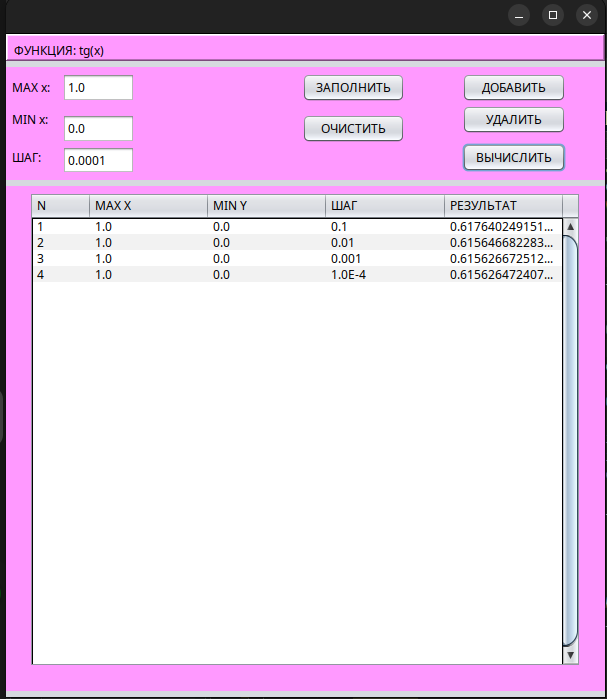 ФУНКЦИЯ: tg(x)
MAX x: 1.0 ЗАПОЛНИТЬ ДОБАВИТЬ
MIN x: 0.0 ОЧИСТИТЬ УДАЛИТЬ
ШАГ: 0.0001 ВЫЧИСЛИТЬ
N MAX X MIN Y ШАГ РЕЗУЛЬТАТ
1 1.0 0.0 0.1 0.617640249151...
2 1.0 0.0 0.01 0.615646682283...
3 1.0 0.0 0.001 0.615626672512...
4 1.0 0.0 1.0E-4 0.615626472407...